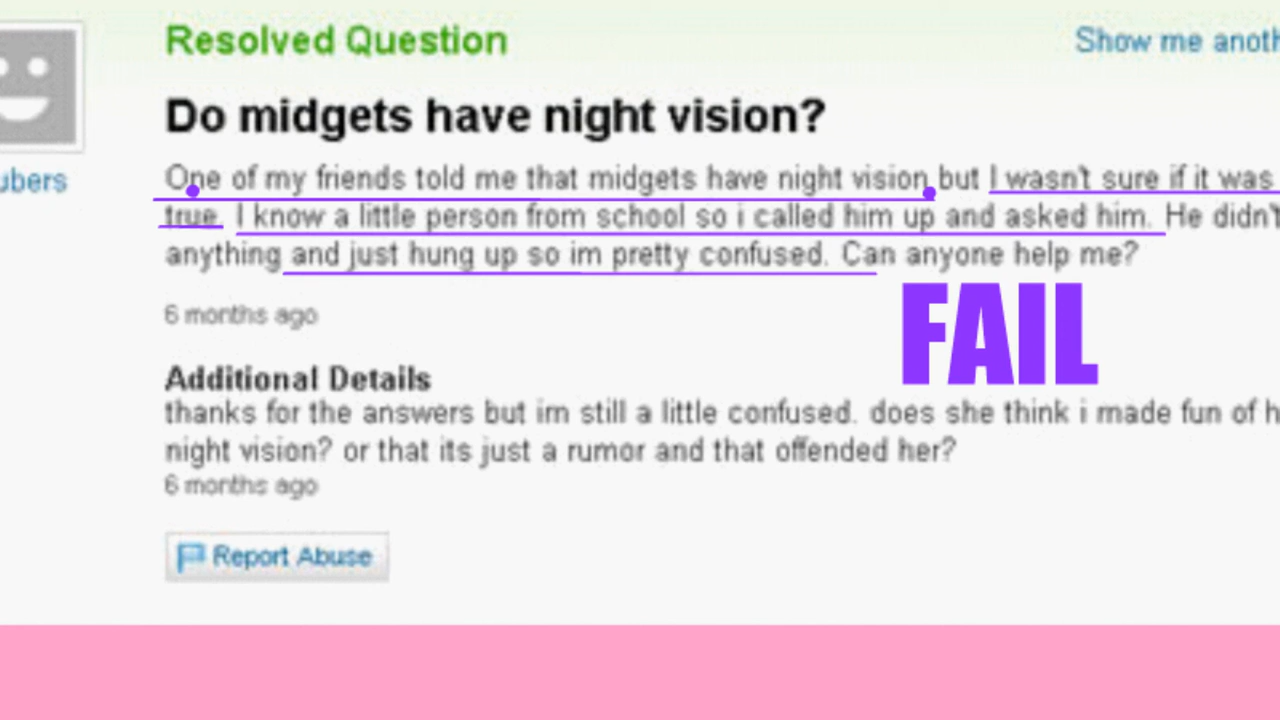 Resolved Question
Show me anoth
Do midgets have night vision?
ubers
One of my friends told me that midgets have night vision but I wasn't sure if it was
true. I know a little person from school so i called him up and asked him. He didn't
anything and just hung up so im pretty confused. Can anyone help me?
6 months ago
FAIL
Additional Details
thanks for the answers but im still a little confused. does she think i made fun of h
night vision? or that its just a rumor and that offended her?
6 months ago
Report Abuse